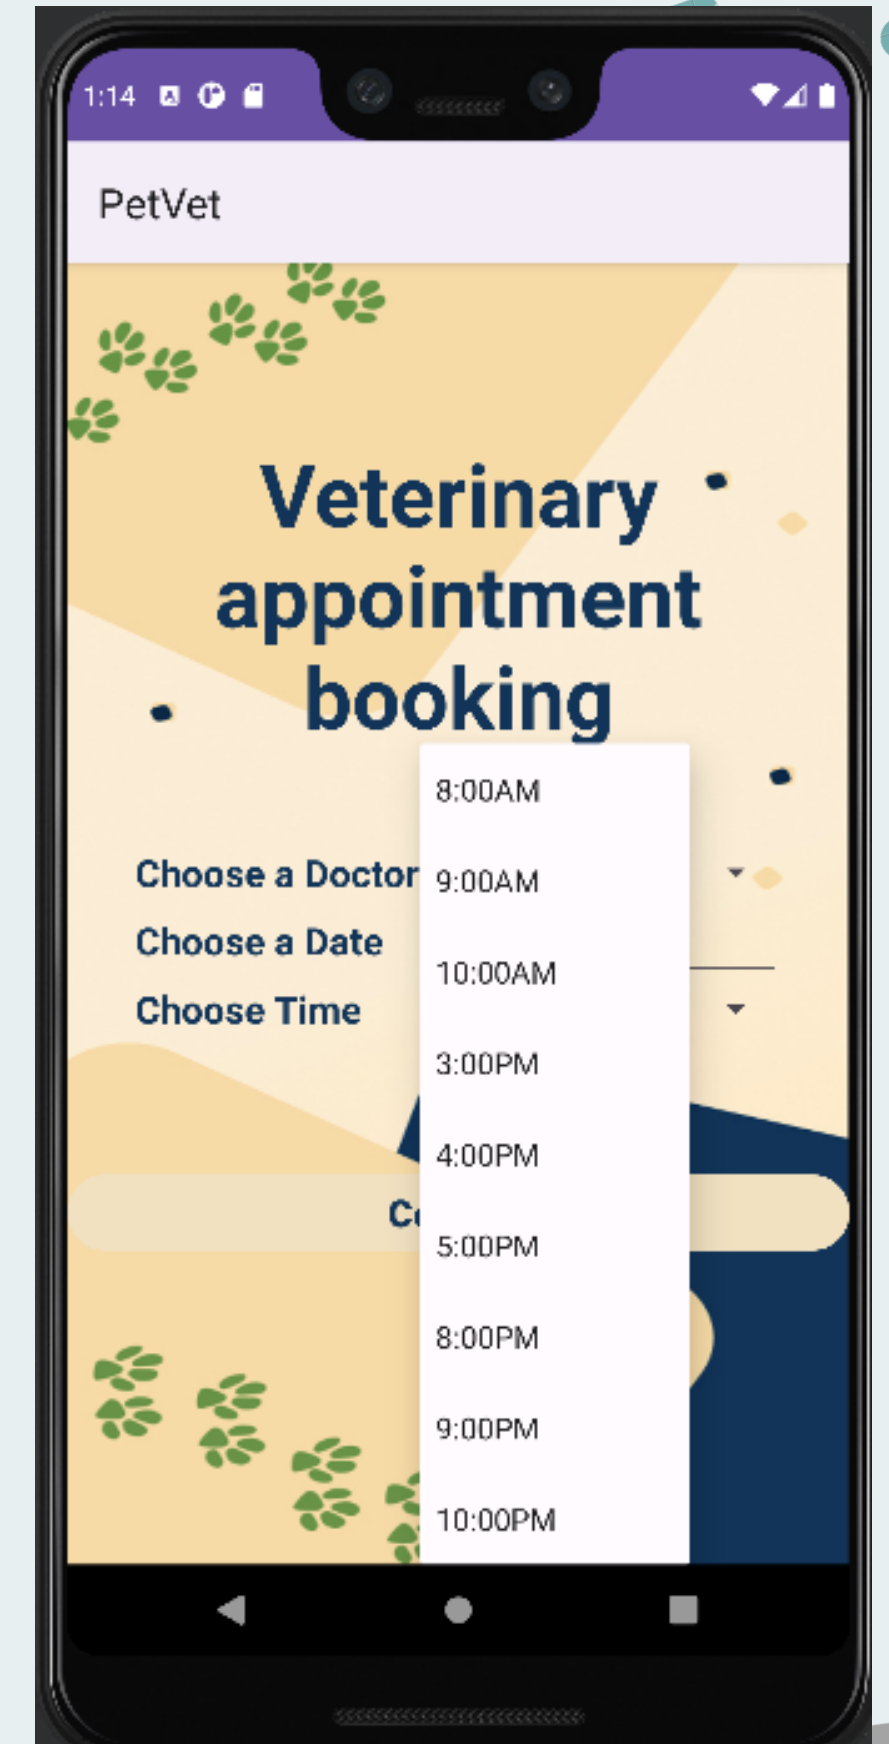 1:14
PetVet
Veterinary
appointment
booking
8:00AM
Choose a Doctor
9:00AM
Choose a Date
10:00AM
Choose Time
3:00PM
4:00PM
5:00PM
8:00PM
9:00PM
10:00PM